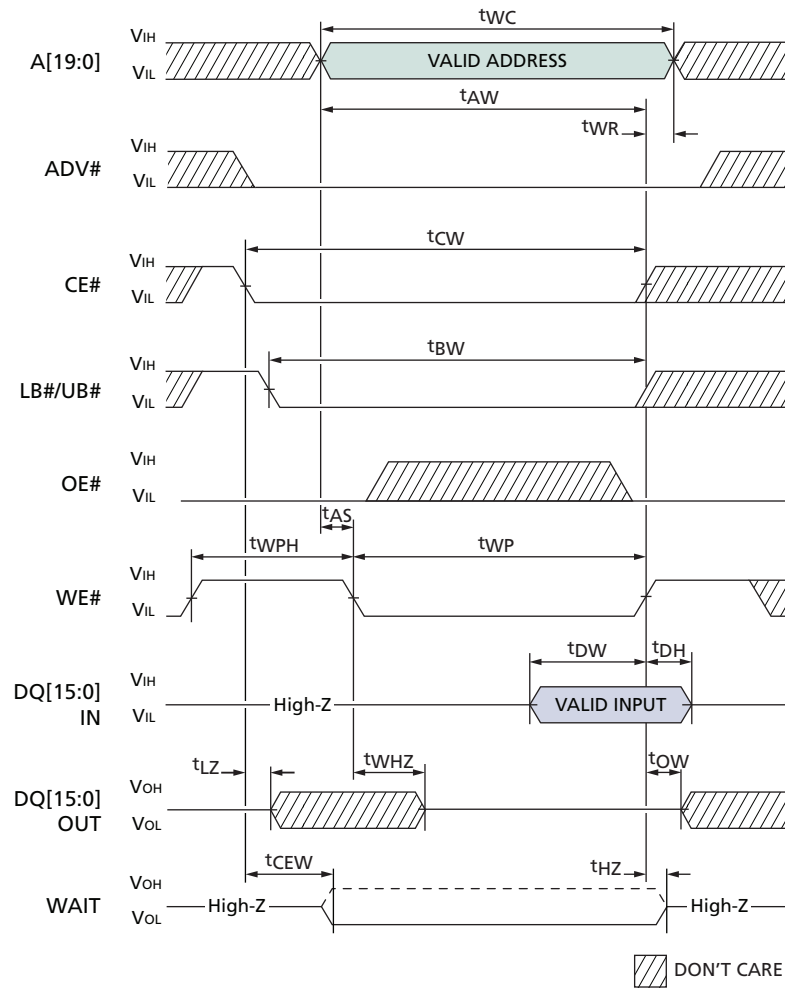 tWC
VIH
A[19:0]
VALID ADDRESS
VIL
tAW
tWR
VIH
ADV#
VIL
tCW
VIH
CE#
VIL
tBW
VIH
LB#/UB#
VIL
VIH
OE#
VIL
tAS
tWPH
tWP
VIH
WE#
VIL
tDW
tDH
VIH
DQ[15:0]
IN
High-Z
VALID INPUT
VIL
tLZ
tWHZ
tOW
VOH
DQ[15:0]
OUT
VOL
tCEW
tHZ
VOH
WAIT
High-Z
High-Z
VOL
DON'T CARE